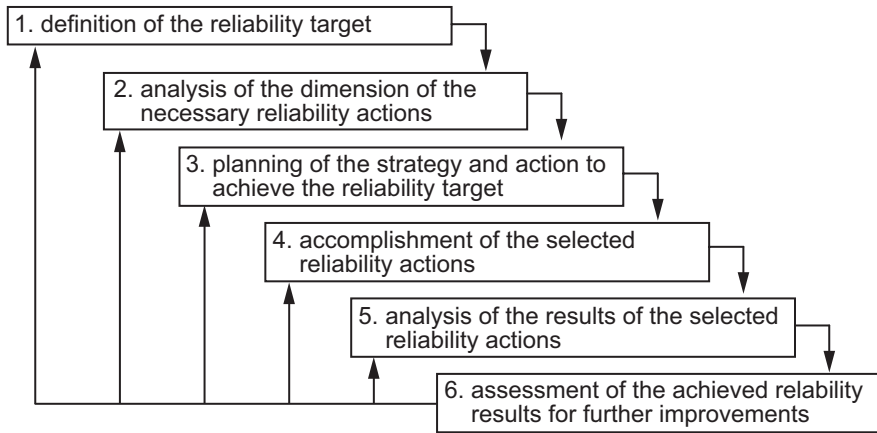 1. definition of the reliability target
2. analysis of the dimension of the
necessary reliability actions
3. planning of the strategy and action to
achieve the reliability target
4. accomplishment of the selected
reliability actions
5. analysis of the results of the selected
reliability actions
6. assessment of the achieved relability
results for further improvements